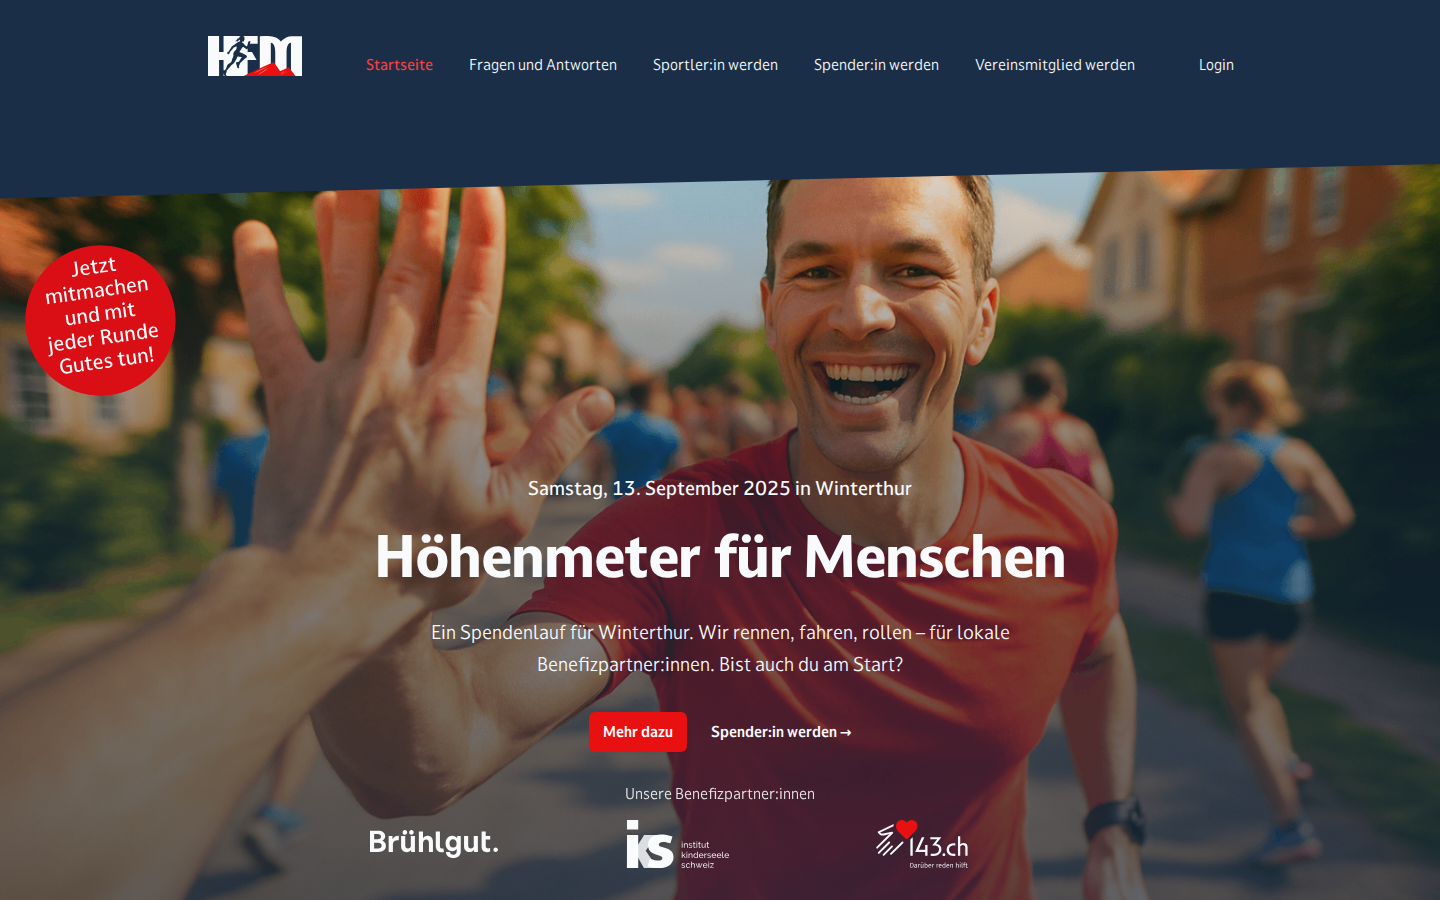 HFM
Startseite
Fragen und Antworten
Sportler:in werden
Spender:in werden
Vereinsmitglied werden
Login
Jetzt
mitmachen
und mit
jeder Runde
Gutes tun!
Samstag, 13. September 2025 in Winterthur
Höhenmeter für Menschen
Ein Spendenlauf für Winterthur. Wir rennen, fahren, rollen – für lokale
Benefizpartner:innen. Bist auch du am Start?
Mehr dazu
Spender:in werden →
Unsere Benefizpartner:innen
Brühlgut.
iks
institut
kinderseele
schweiz
143.ch
Darüber reden hilft